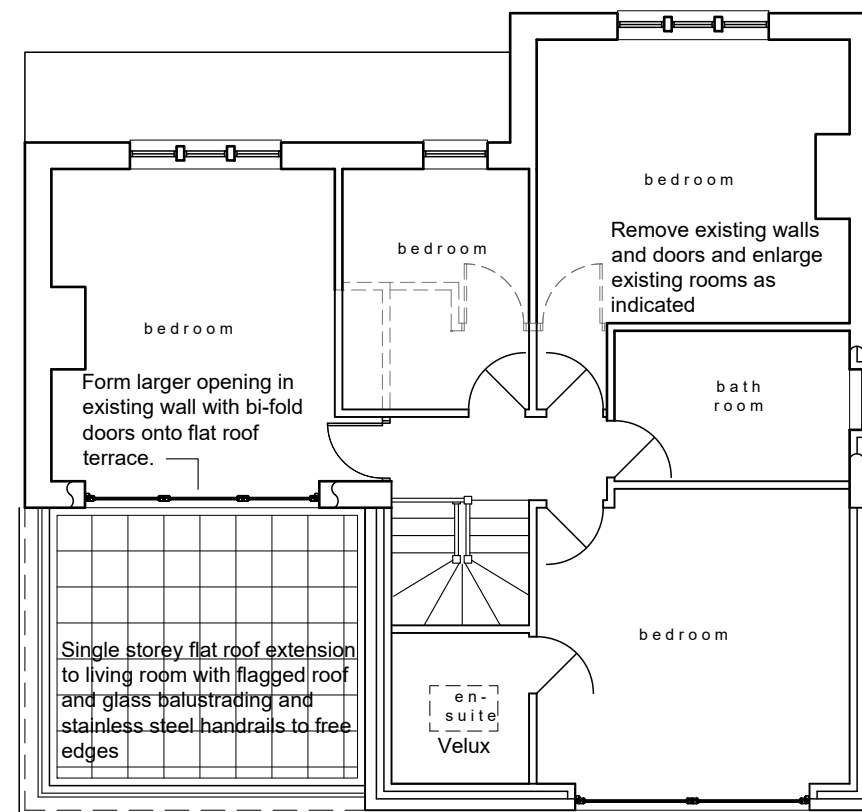 bedroom
Remove existing walls
and doors and enlarge
existing rooms as
indicated
bedroom
bedroom
Form larger opening in
existing wall with bi-fold
doors onto flat roof
terrace.
bath
room
Single storey flat roof extension
to living room with flagged roof
and glass balustrading and
stainless steel handrails to free
edges
bedroom
en-
suite
Velux